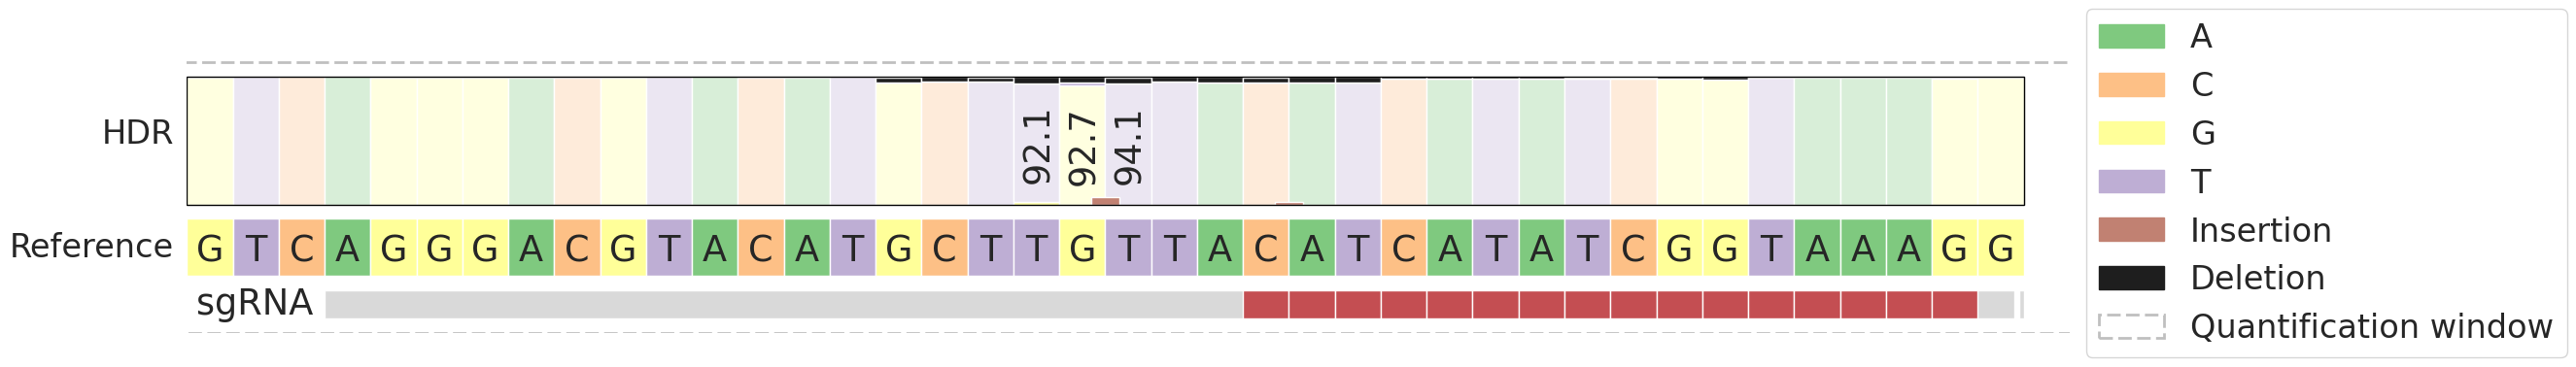 HDR
92.1 92.7 94.1
Reference G T C A G G G A C G T A C A T G C T T G T T A C A T C A T A T C G G T A A A G G
sgRNA
A
C
G
T
Insertion
Deletion
Quantification window